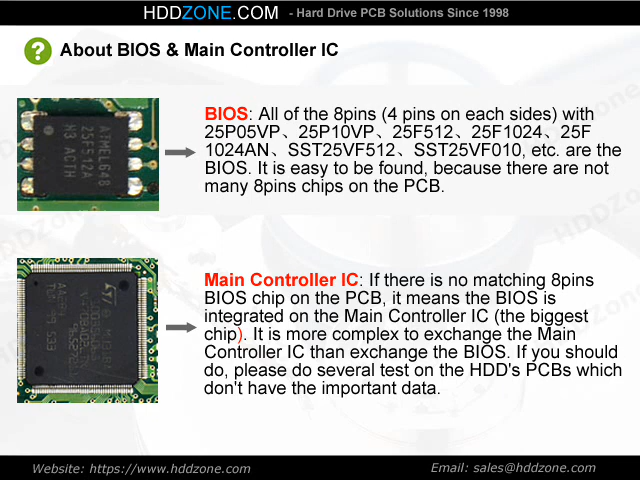 HDDZONE.COM - Hard Drive PCB Solutions Since 1998
? About BIOS & Main Controller IC
ATMEL648
25F512A
N3 ACTH
BIOS: All of the 8pins (4 pins on each sides) with
25P05VP、25P10VP、25F512、25F1024、25F
1024AN、SST25VF512、SST25VF010, etc. are the
BIOS. It is easy to be found, because there are not
many 8pins chips on the PCB.
Main Controller IC: If there is no matching 8pins
BIOS chip on the PCB, it means the BIOS is
integrated on the Main Controller IC (the biggest
chip). It is more complex to exchange the Main
Controller IC than exchange the BIOS. If you should
do, please do several test on the HDD's PCBs which
don't have the important data.
HDDZone
Website: https://www.hddzone.com
Email: sales@hddzone.com